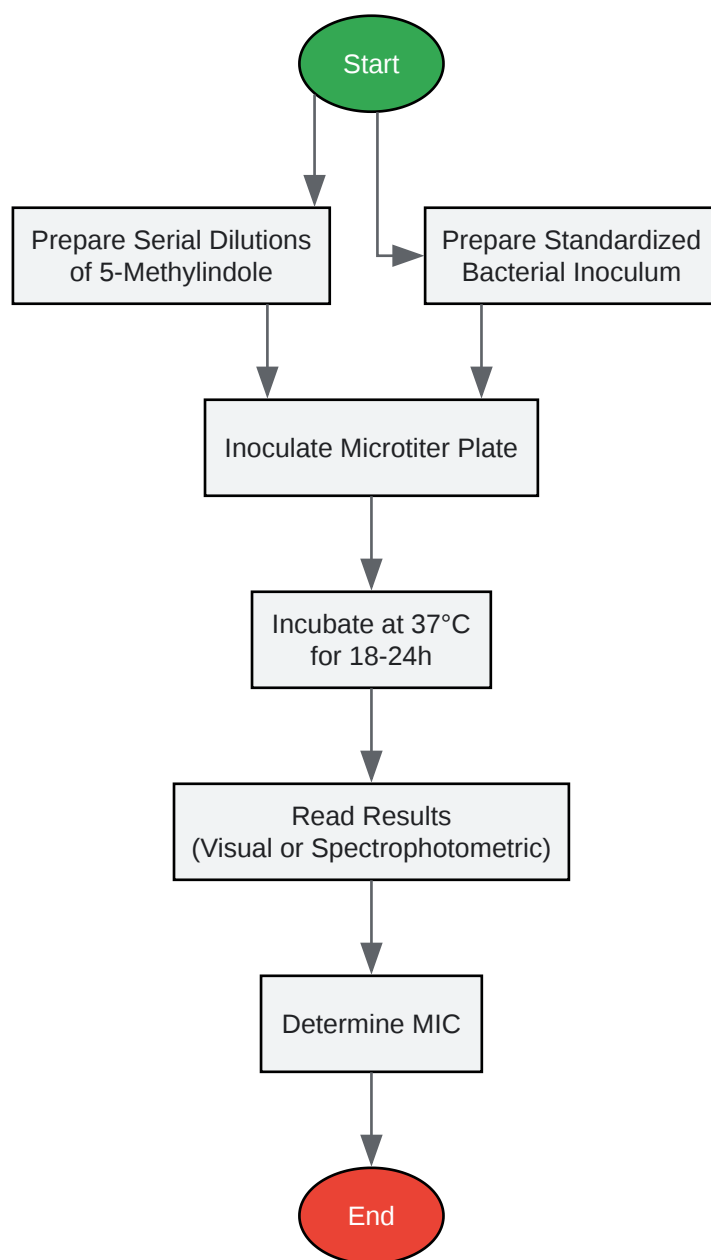 Start
Prepare Serial Dilutions
of 5-Methylindole
Prepare Standardized
Bacterial Inoculum
Inoculate Microtiter Plate
Incubate at 37°C
for 18-24h
Read Results
(Visual or Spectrophotometric)
Determine MIC
End